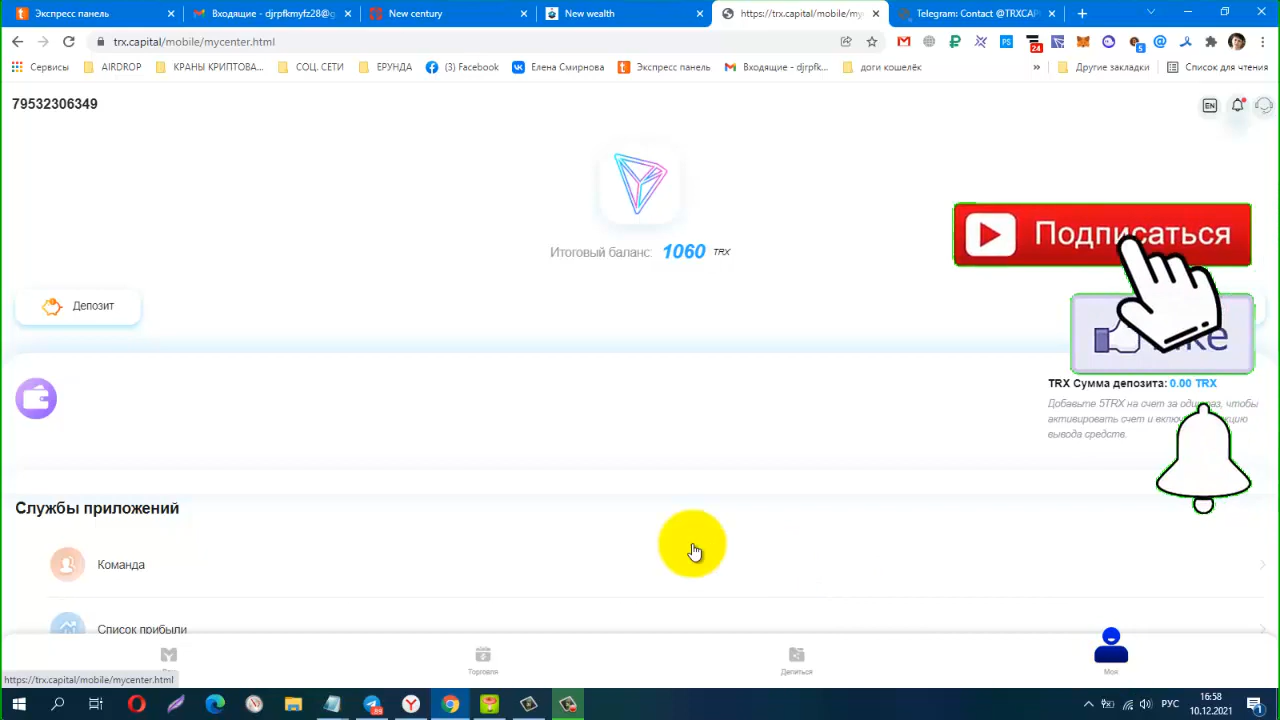 Экспресс панель
Входящие - djrpfkmyfz28@g
New century
New wealth
https://trx.capital/mobile/my
Telegram: Contact @TRXCAP
trx.capital/mobile/mycenter.html
24
5
Сервисы
AIRDROP
КРАНЫ КРИПТОВА...
СОЦ. СЕТИ
ЕРУНДА
(3) Facebook
Елена Смирнова
Экспресс панель
Входящие - djrpfk...
доги кошелёк
»
Другие закладки
Список для чтения
79532306349
EN
Итоговый баланс: 1060 TRX
Подписаться
Депозит
TRX Сумма депозита: 0.00 TRX
Добавьте 5TRX на счет за один раз, чтобы
активировать счет и
вывода средств.
Службы приложений
Команда
Список прибыли
Торговля
Делиться
Моя
https://trx.capital/mobile/mycenter.html
РУС
16:58
10.12.2021